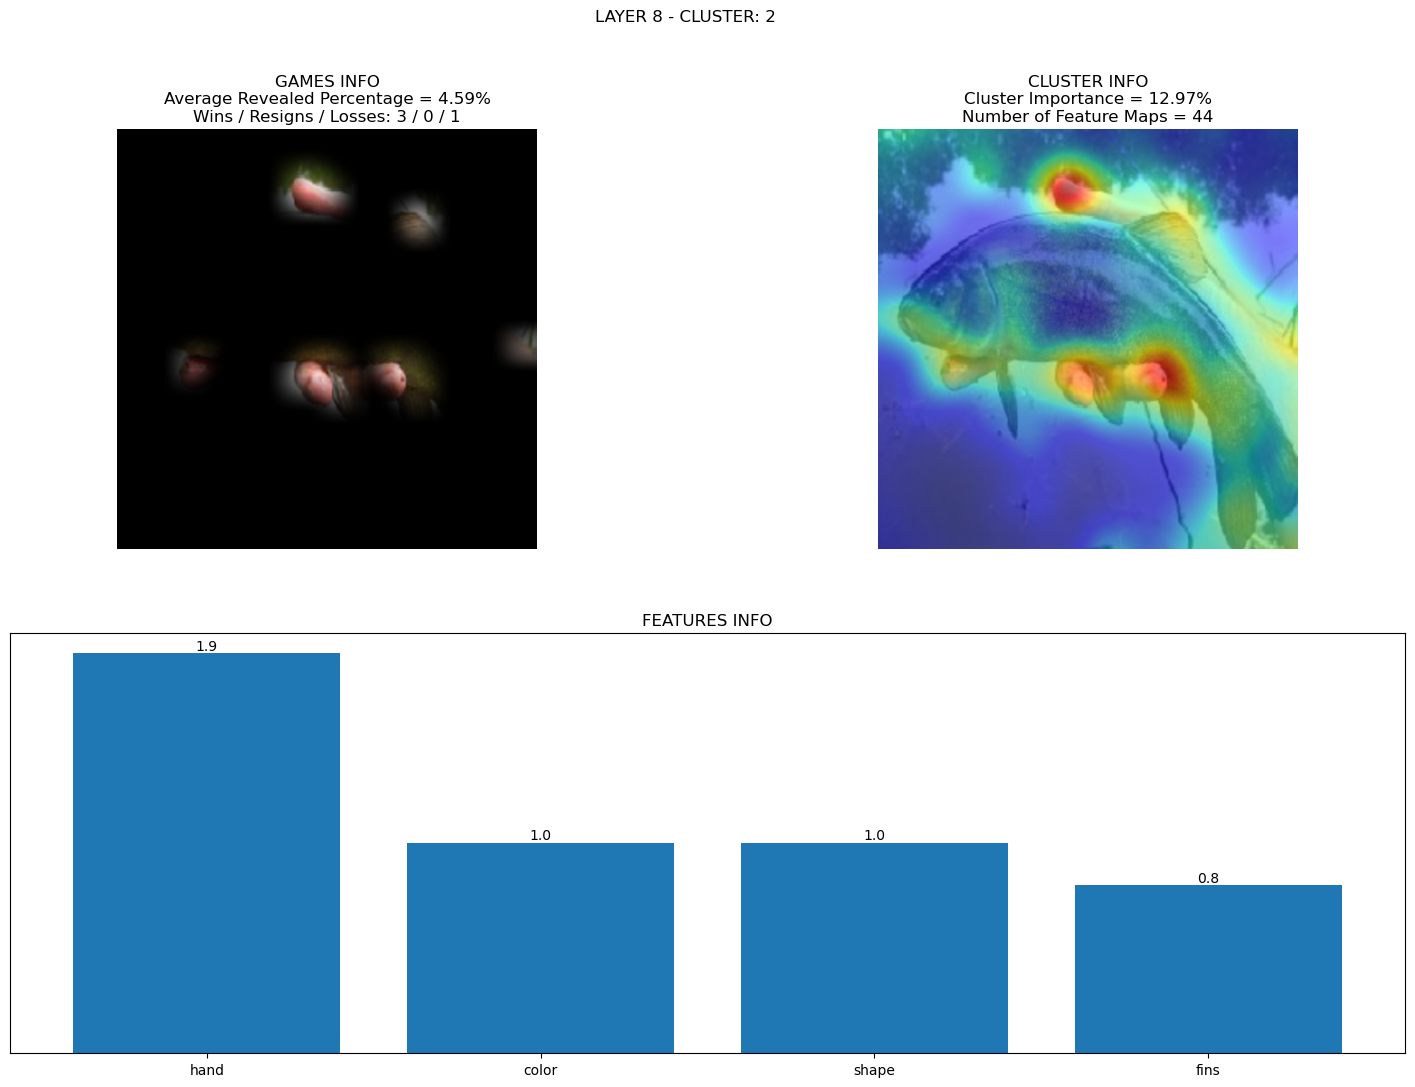 LAYER 8 - CLUSTER: 2
GAMES INFO
Average Revealed Percentage = 4.59%
Wins / Resigns / Losses: 3 / 0 / 1
CLUSTER INFO
Cluster Importance = 12.97%
Number of Feature Maps = 44
FEATURES INFO
1.9
1.0
1.0
0.8
hand
color
shape
fins